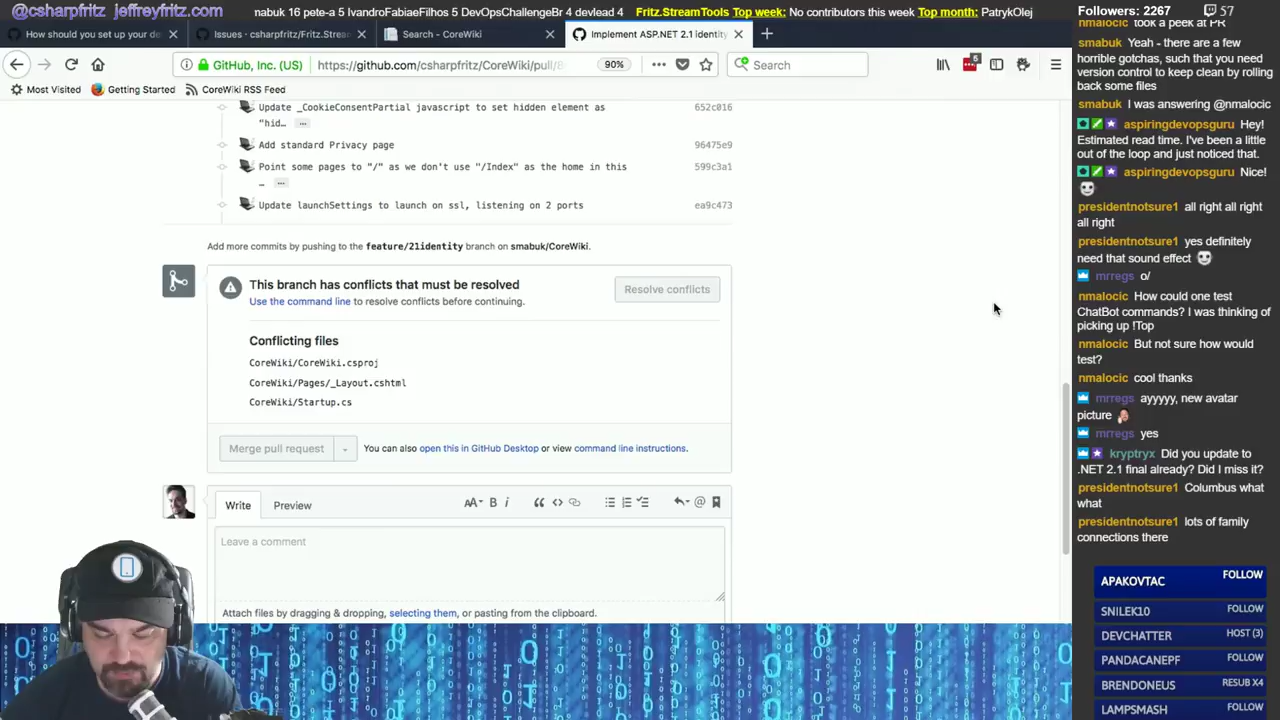 @csharpfritz jeffreyfritz.com
nabuk 16 pete-a 5 IvandroFabiaeFilhos 5 DevOpsChallengeBr 4 devlead 4 Fritz.StreamTools Top week: No contributors this week Top month: PatrykOlej
How should you set up your de
Issues · csharpfritz/Fritz.Strea
Search - CoreWiki
Implement ASP.NET 2.1 identity
GitHub, Inc. (US)
https://github.com/csharpfritz/CoreWiki/pull/8
90%
Search
6
Most Visited
Getting Started
CoreWiki RSS Feed
Update _CookieConsentPartial javascript to set hidden element as 652c016
"hid… …
Add standard Privacy page 96475e9
Point some pages to "/" as we don't use "/Index" as the home in this 599c3a1
… …
Update launchSettings to launch on ssl, listening on 2 ports ea9c473
Add more commits by pushing to the feature/21identity branch on smabuk/CoreWiki.
This branch has conflicts that must be resolved
Use the command line to resolve conflicts before continuing.
Resolve conflicts
Conflicting files
CoreWiki/CoreWiki.csproj
CoreWiki/Pages/_Layout.cshtml
CoreWiki/Startup.cs
Merge pull request
You can also open this in GitHub Desktop or view command line instructions.
Write Preview
AA B i
Leave a comment
Attach files by dragging & dropping, selecting them, or pasting from the clipboard.
Followers: 2267 57
nmalocic took a peek at PR
smabuk Yeah - there are a few
horrible gotchas, such that you need
version control to keep clean by rolling
back some files
smabuk I was answering @nmalocic
aspiringdevopsguru Hey!
Estimated read time. I've been a little
out of the loop and just noticed that.
aspiringdevopsguru Nice!
presidentnotsure1 all right all right
all right
presidentnotsure1 yes definitely
need that sound effect
mrregs o/
nmalocic How could one test
ChatBot commands? I was thinking of
picking up !Top
nmalocic But not sure how would
test?
nmalocic cool thanks
mrregs ayyyyy, new avatar
picture
mrregs yes
kryptryx Did you update to
.NET 2.1 final already? Did I miss it?
presidentnotsure1 Columbus what
what
presidentnotsure1 lots of family
connections there
APAKOVTAC FOLLOW
SNILEK10 FOLLOW
DEVCHATTER HOST (3)
PANDACANEPF FOLLOW
BRENDONEUS RESUB X4
LAMPSMASH FOLLOW